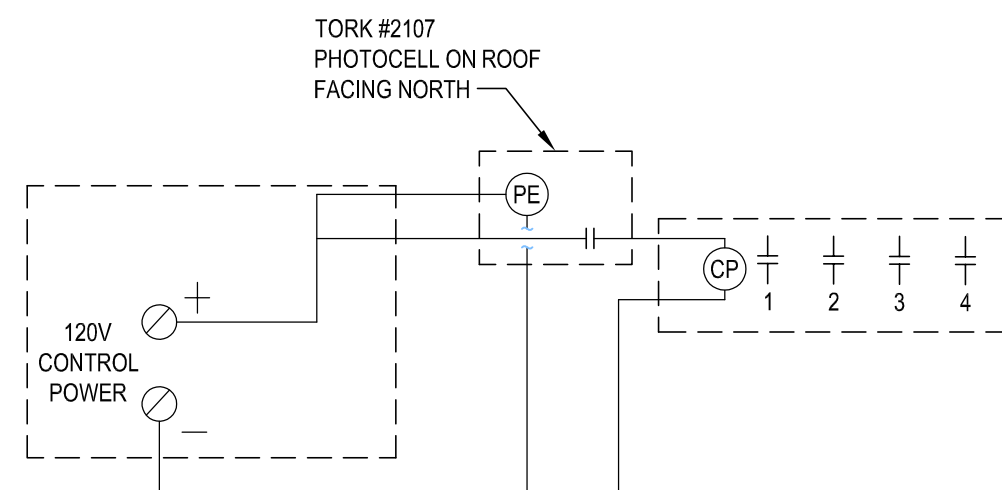 TORK #2107
PHOTOCELL ON ROOF
FACING NORTH
PE
CP
1 2 3 4
+
120V
CONTROL
POWER
—